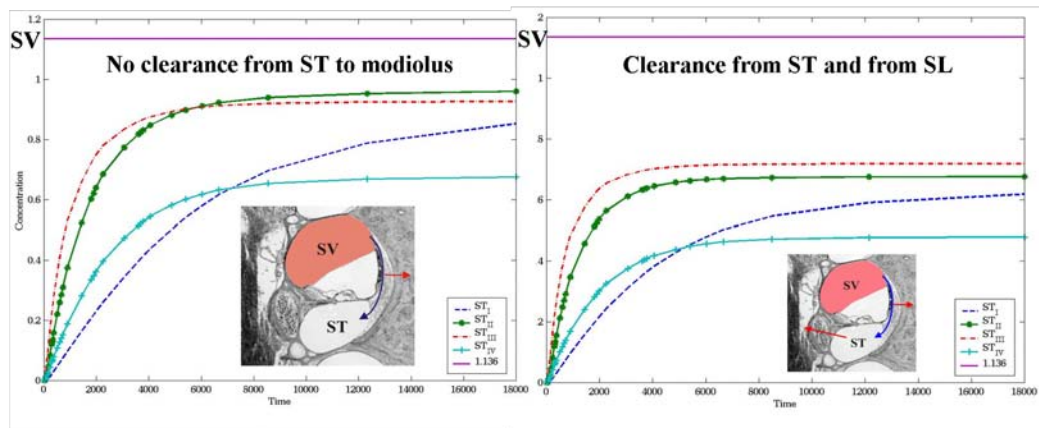 1.2
SV
No clearance from ST to modiolus
1
0.8
0.6
0.4
0.2
0
Concentration
SV
ST
ST_I
ST_II
ST_III
ST_IV
1.136
0 2000 4000 6000 8000 10000 12000 14000 16000 18000
Time
2
SV
Clearance from ST and from SL
1
8
6
4
2
0
SV
ST
ST_I
ST_II
ST_III
ST_IV
1.136
0 2000 4000 6000 8000 10000 12000 14000 16000 18000
Time